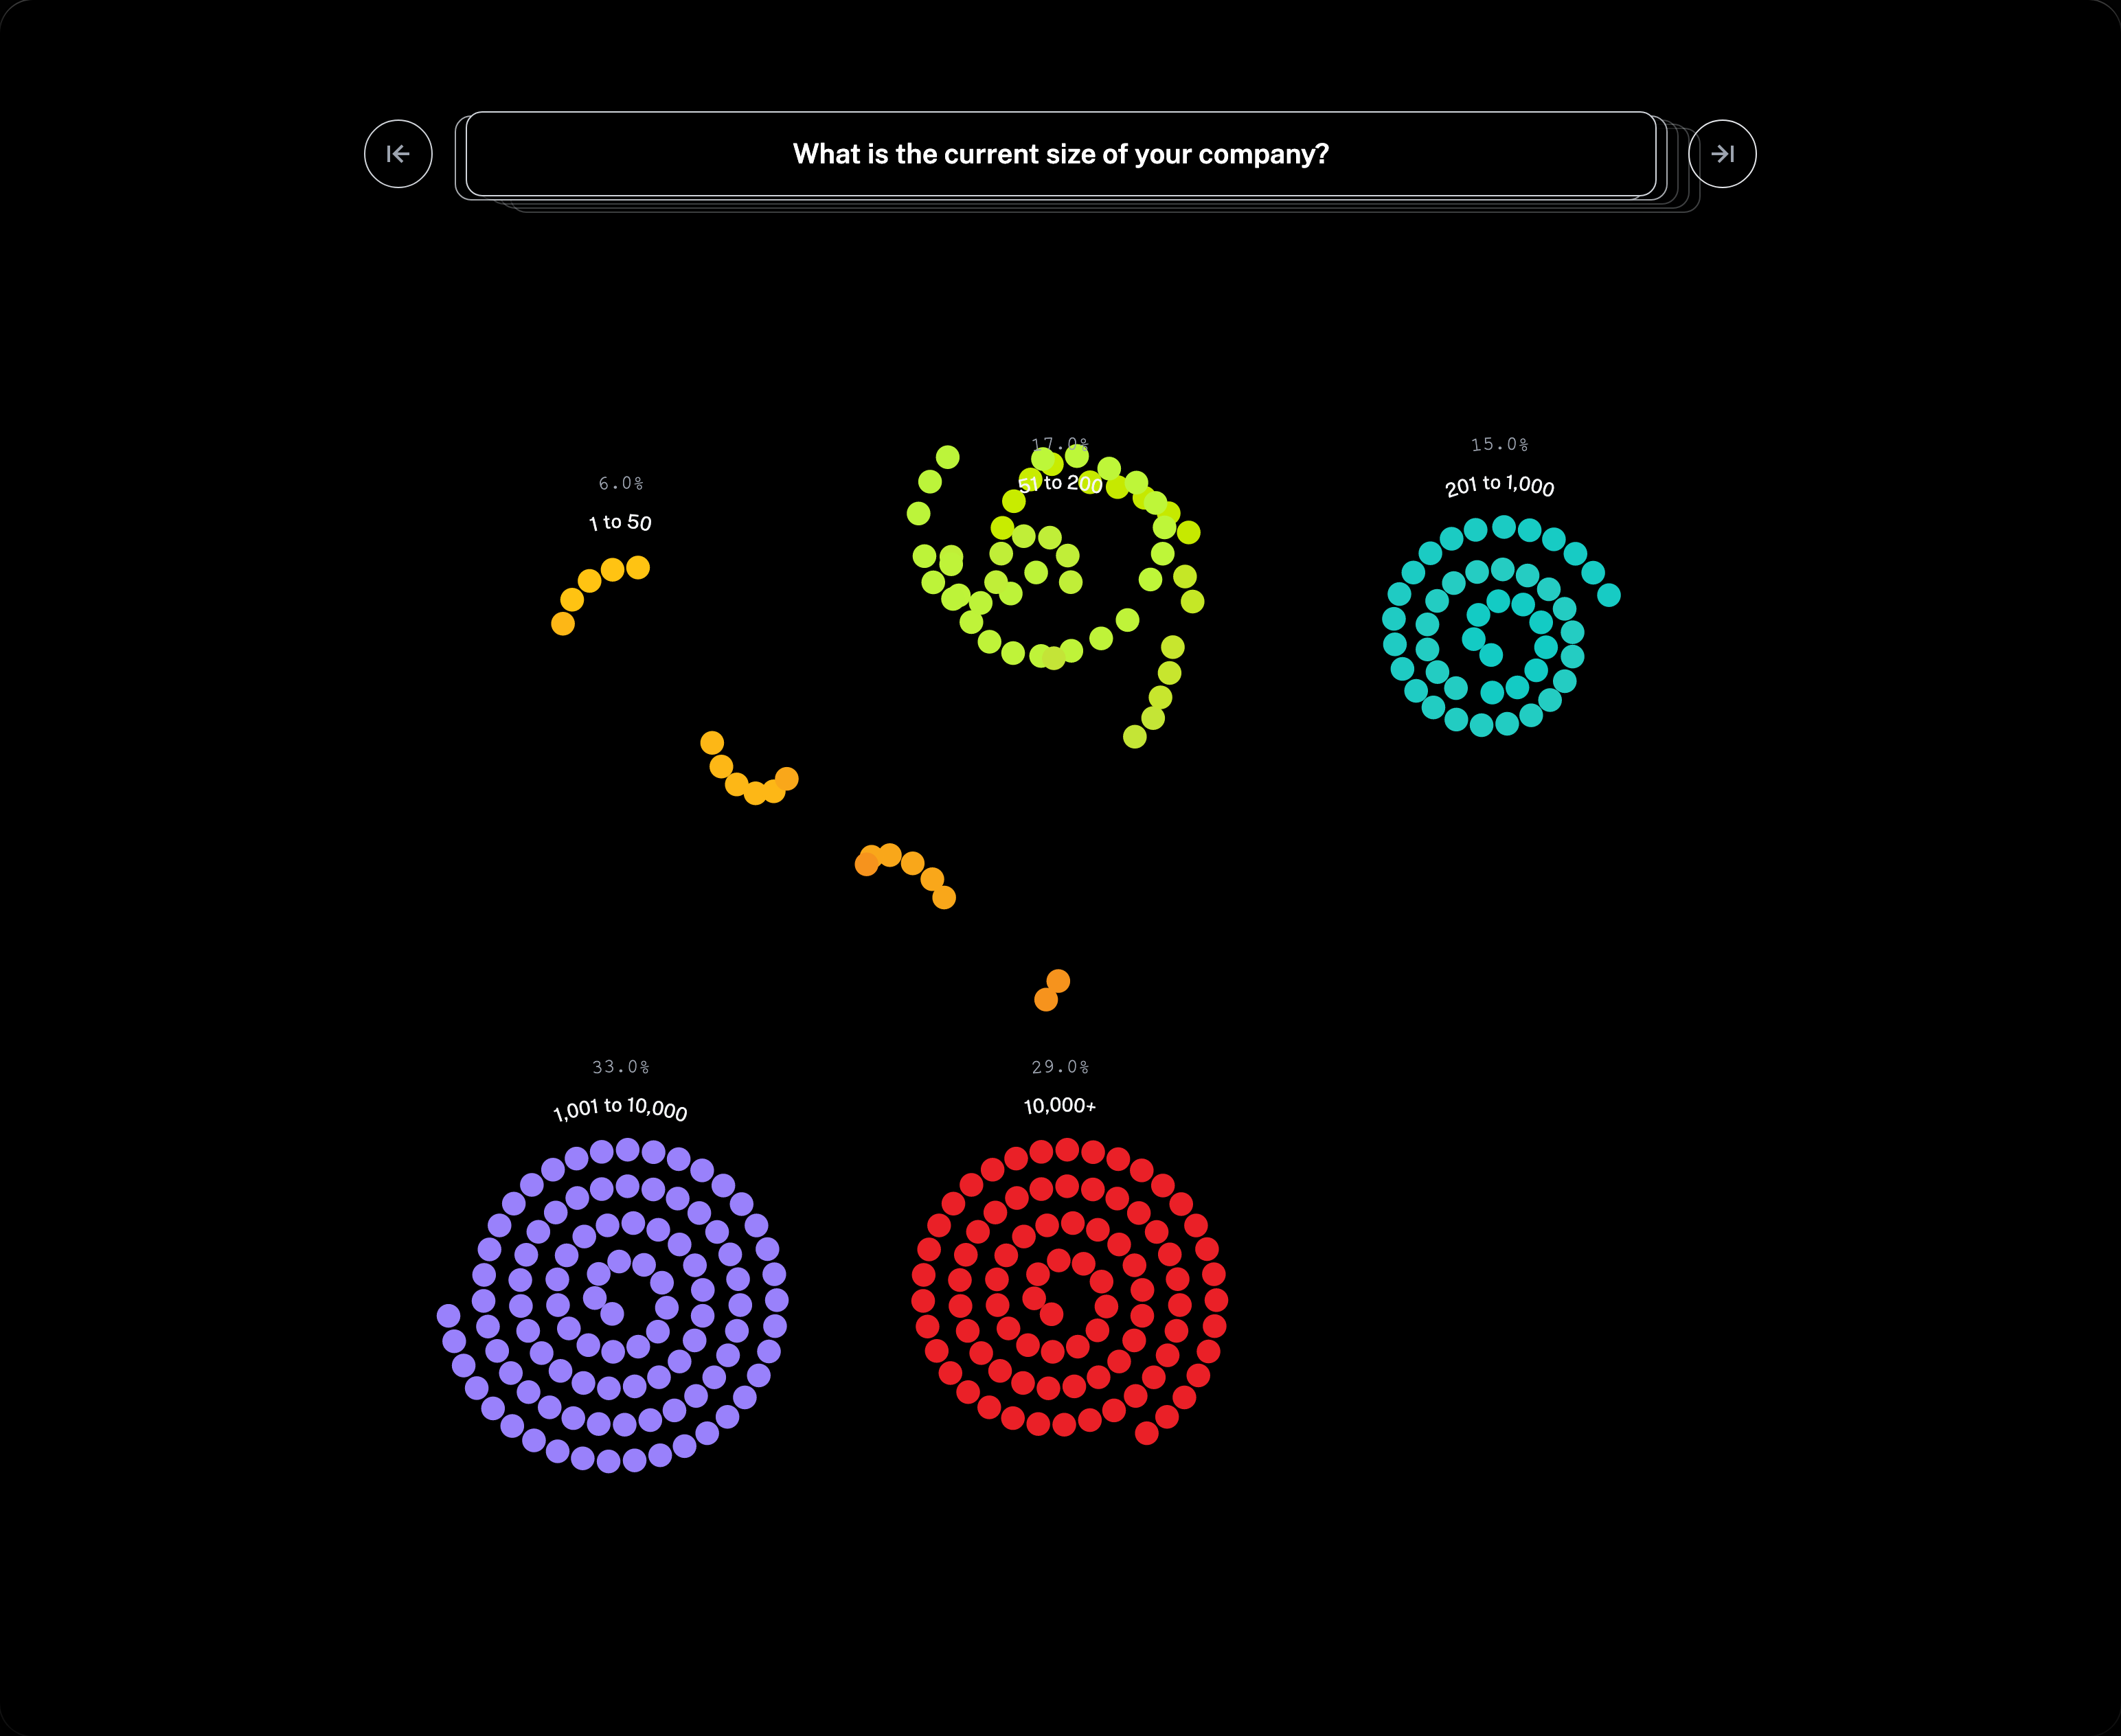 What is the current size of your company?
6.0%
1 to 50
17.0%
51 to 200
15.0%
201 to 1,000
33.0%
1,001 to 10,000
29.0%
10,000+